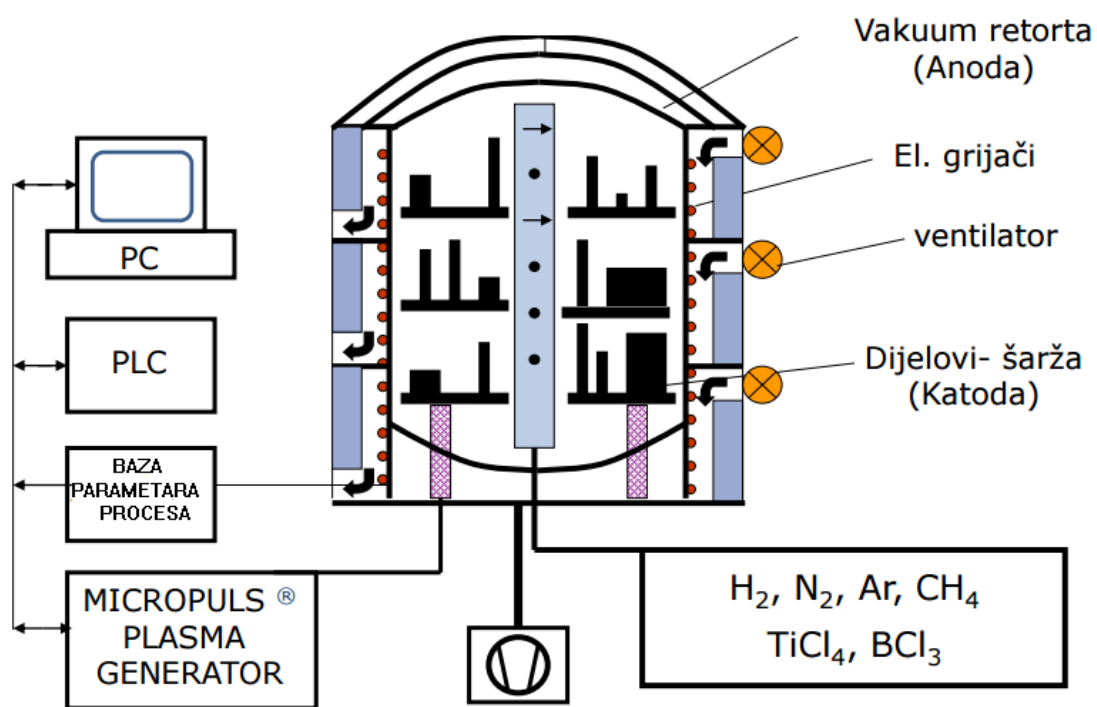 Vakuum retorta
(Anoda)
El. grijači
ventilator
Dijelovi- šarža
(Katoda)
PC
PLC
BAZA
PARAMETARA
PROCESA
MICROPULS ®
PLASMA
GENERATOR
H₂, N₂, Ar, CH₄
TiCl₄, BCl₃